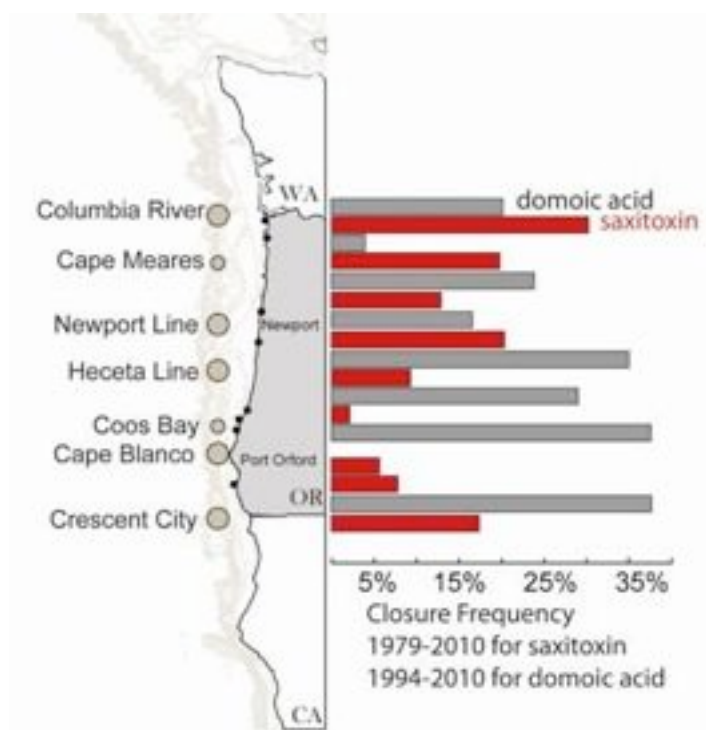 WA
domoic acid
Columbia River
saxitoxin
Cape Meares
Newport Line
Newport
Heceta Line
Coos Bay
Cape Blanco
Port Orford
OR
Crescent City
5% 15% 25% 35%
Closure Frequency
1979-2010 for saxitoxin
1994-2010 for domoic acid
CA